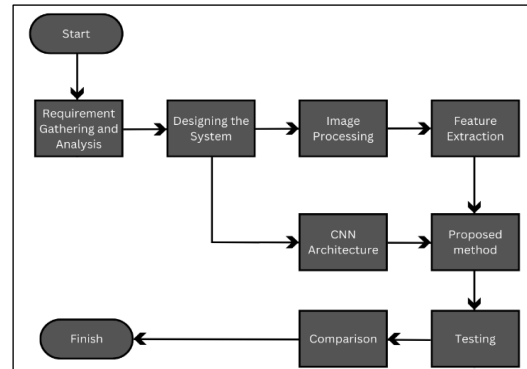 Start
Requirement
Gathering and
Analysis
Designing the
System
Image
Processing
Feature
Extraction
CNN
Architecture
Proposed
method
Finish
Comparison
Testing